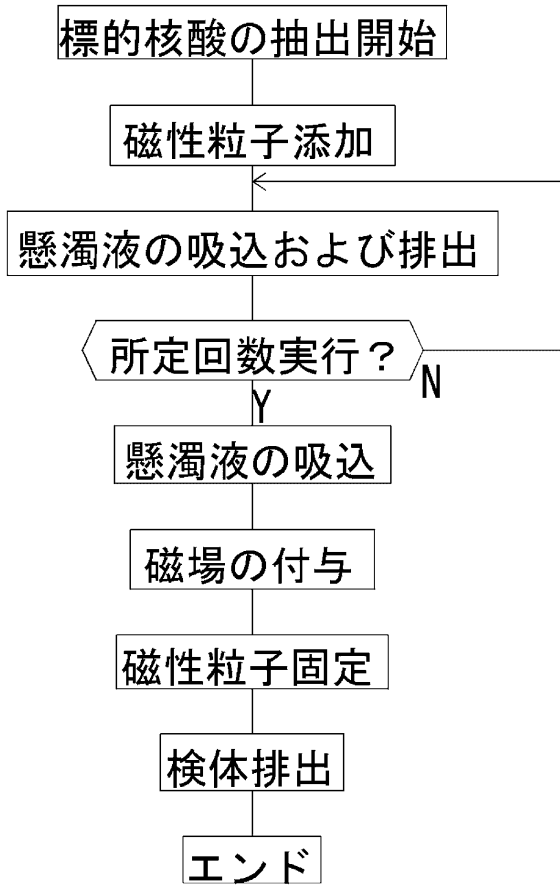 標的核酸の抽出開始
磁性粒子添加
懸濁液の吸込および排出
所定回数実行？
N
Y
懸濁液の吸込
磁場の付与
磁性粒子固定
検体排出
エンド